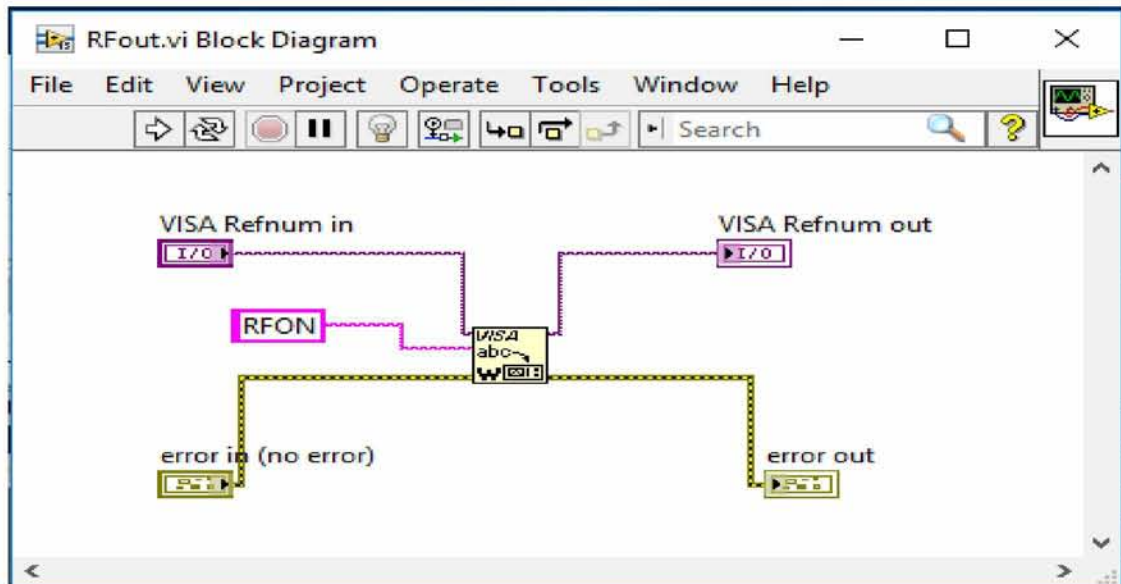 RFout.vi Block Diagram
File Edit View Project Operate Tools Window Help
Search
VISA Refnum in
VISA Refnum out
I/O
I/O
RFON
VISA
abc
W
error in (no error)
error out